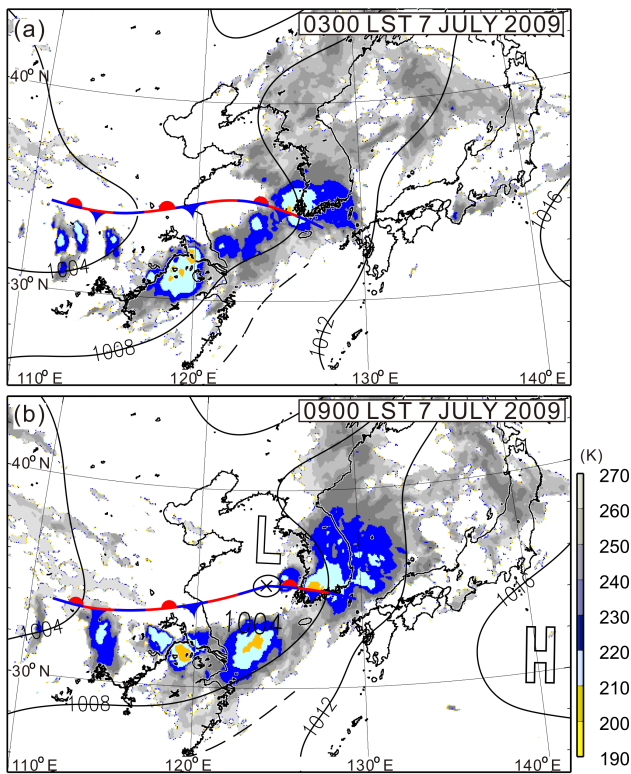 (a)
0300 LST 7 JULY 2009
40° N
1016
1004
30° N
1008
1012
110° E
120° E
130° E
140° E
(b)
0900 LST 7 JULY 2009
(K)
40° N
270
260
L
250
240
1016
230
1004
1004
220
H
210
30° N
1008
1012
200
190
110° E
120° E
130° E
140° E